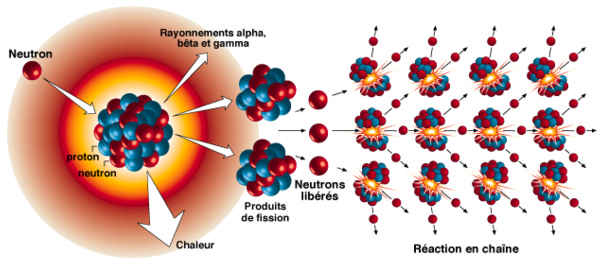 Rayonnements alpha,
bêta et gamma
Neutron
proton
neutron
Produits
de fission
Neutrons
libérés
Chaleur
Réaction en chaîne